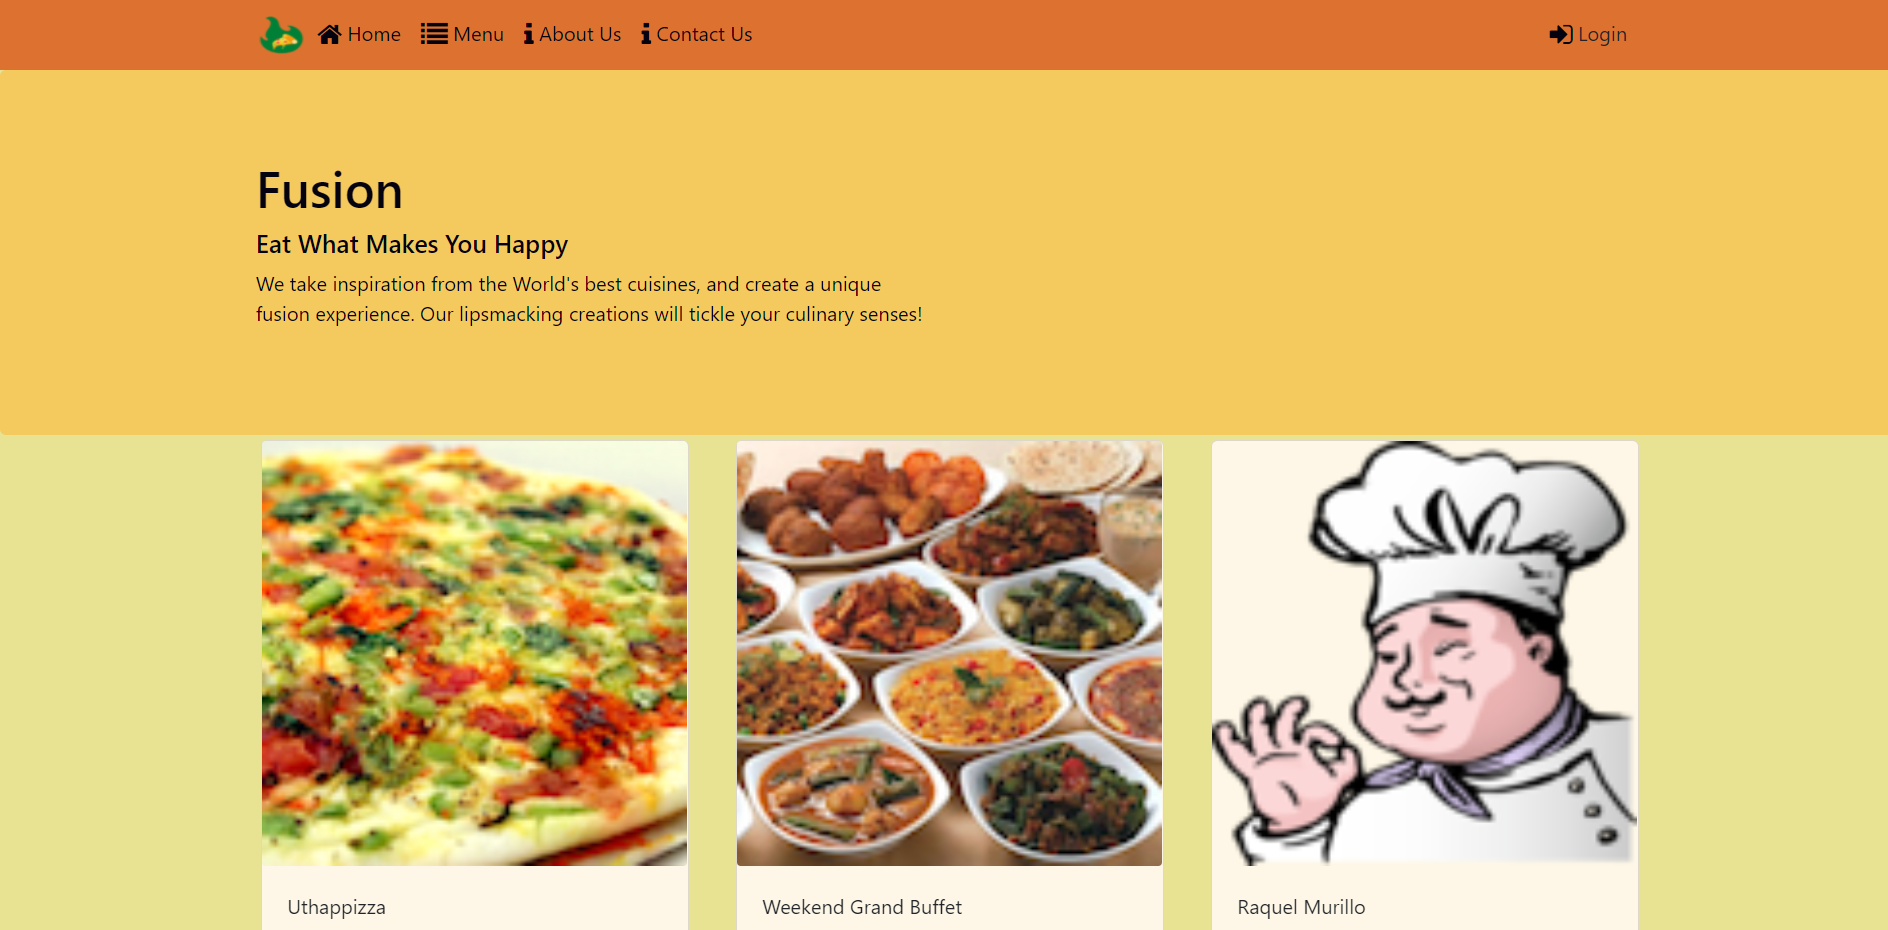 Home Menu About Us Contact Us Login
Fusion
Eat What Makes You Happy
We take inspiration from the World's best cuisines, and create a unique
fusion experience. Our lipsmacking creations will tickle your culinary senses!
Uthappizza
Weekend Grand Buffet
Raquel Murillo